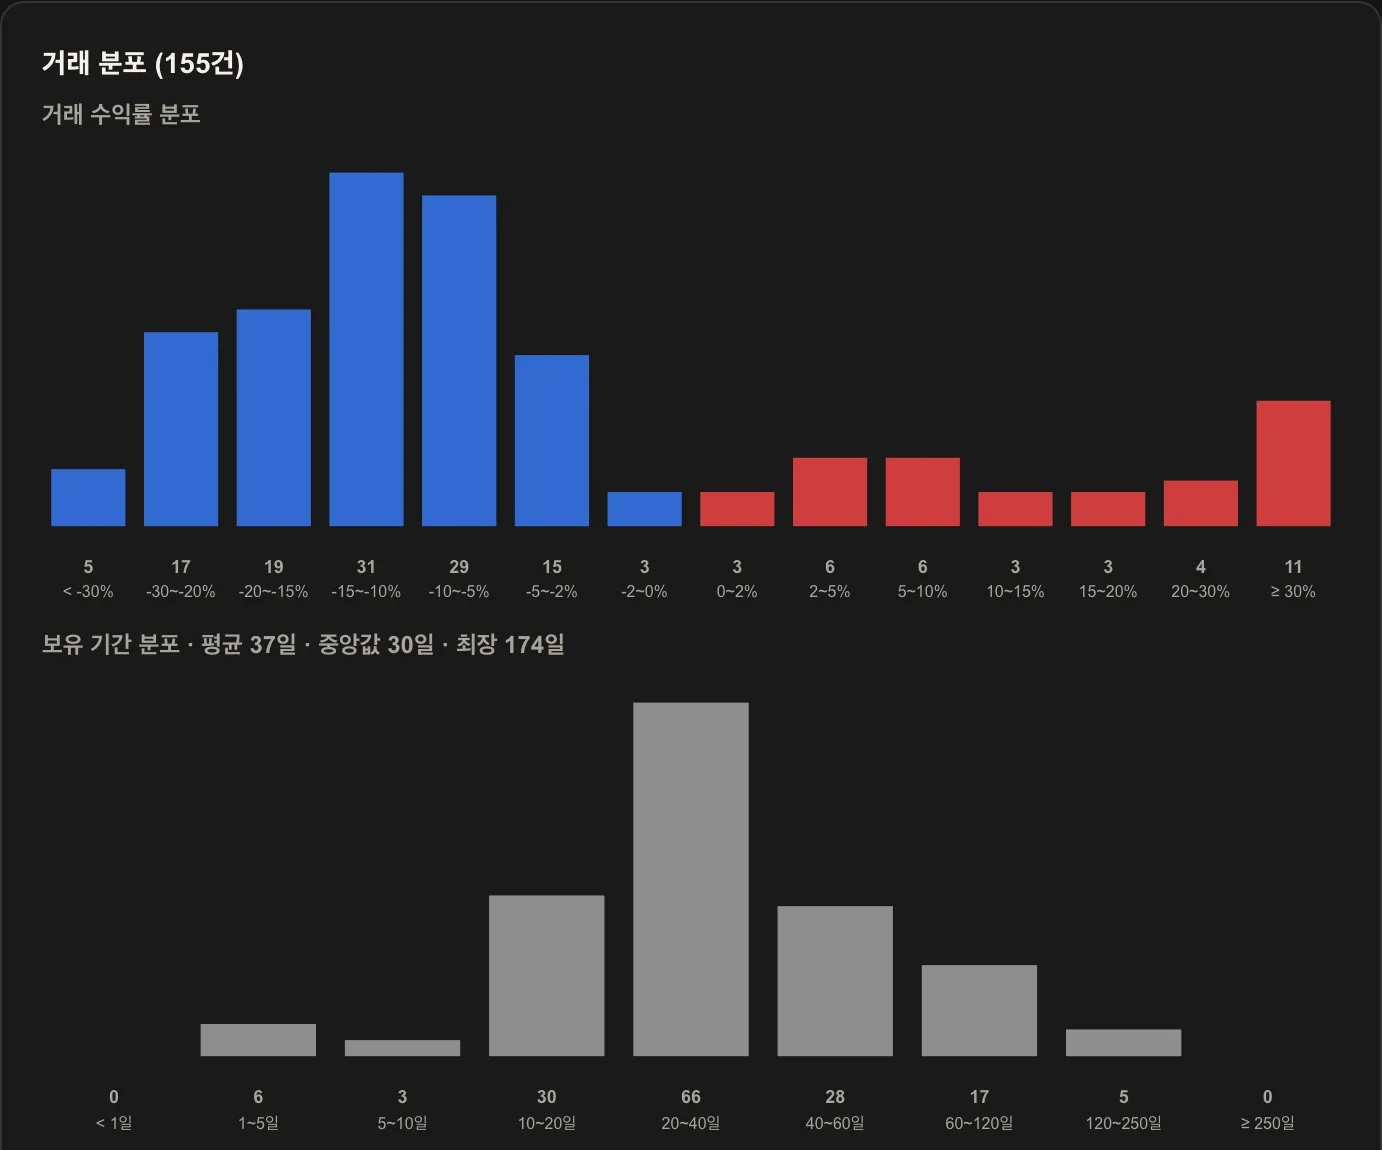 거래 분포 (155건)
거래 수익률 분포
5 17 19 31 29 15 3 3 6 6 3 3 4 11
< -30% -30~-20% -20~-15% -15~-10% -10~-5% -5~-2% -2~0% 0~2% 2~5% 5~10% 10~15% 15~20% 20~30% ≥ 30%
보유 기간 분포 · 평균 37일 · 중앙값 30일 · 최장 174일
0 6 3 30 66 28 17 5 0
< 1일 1~5일 5~10일 10~20일 20~40일 40~60일 60~120일 120~250일 ≥ 250일